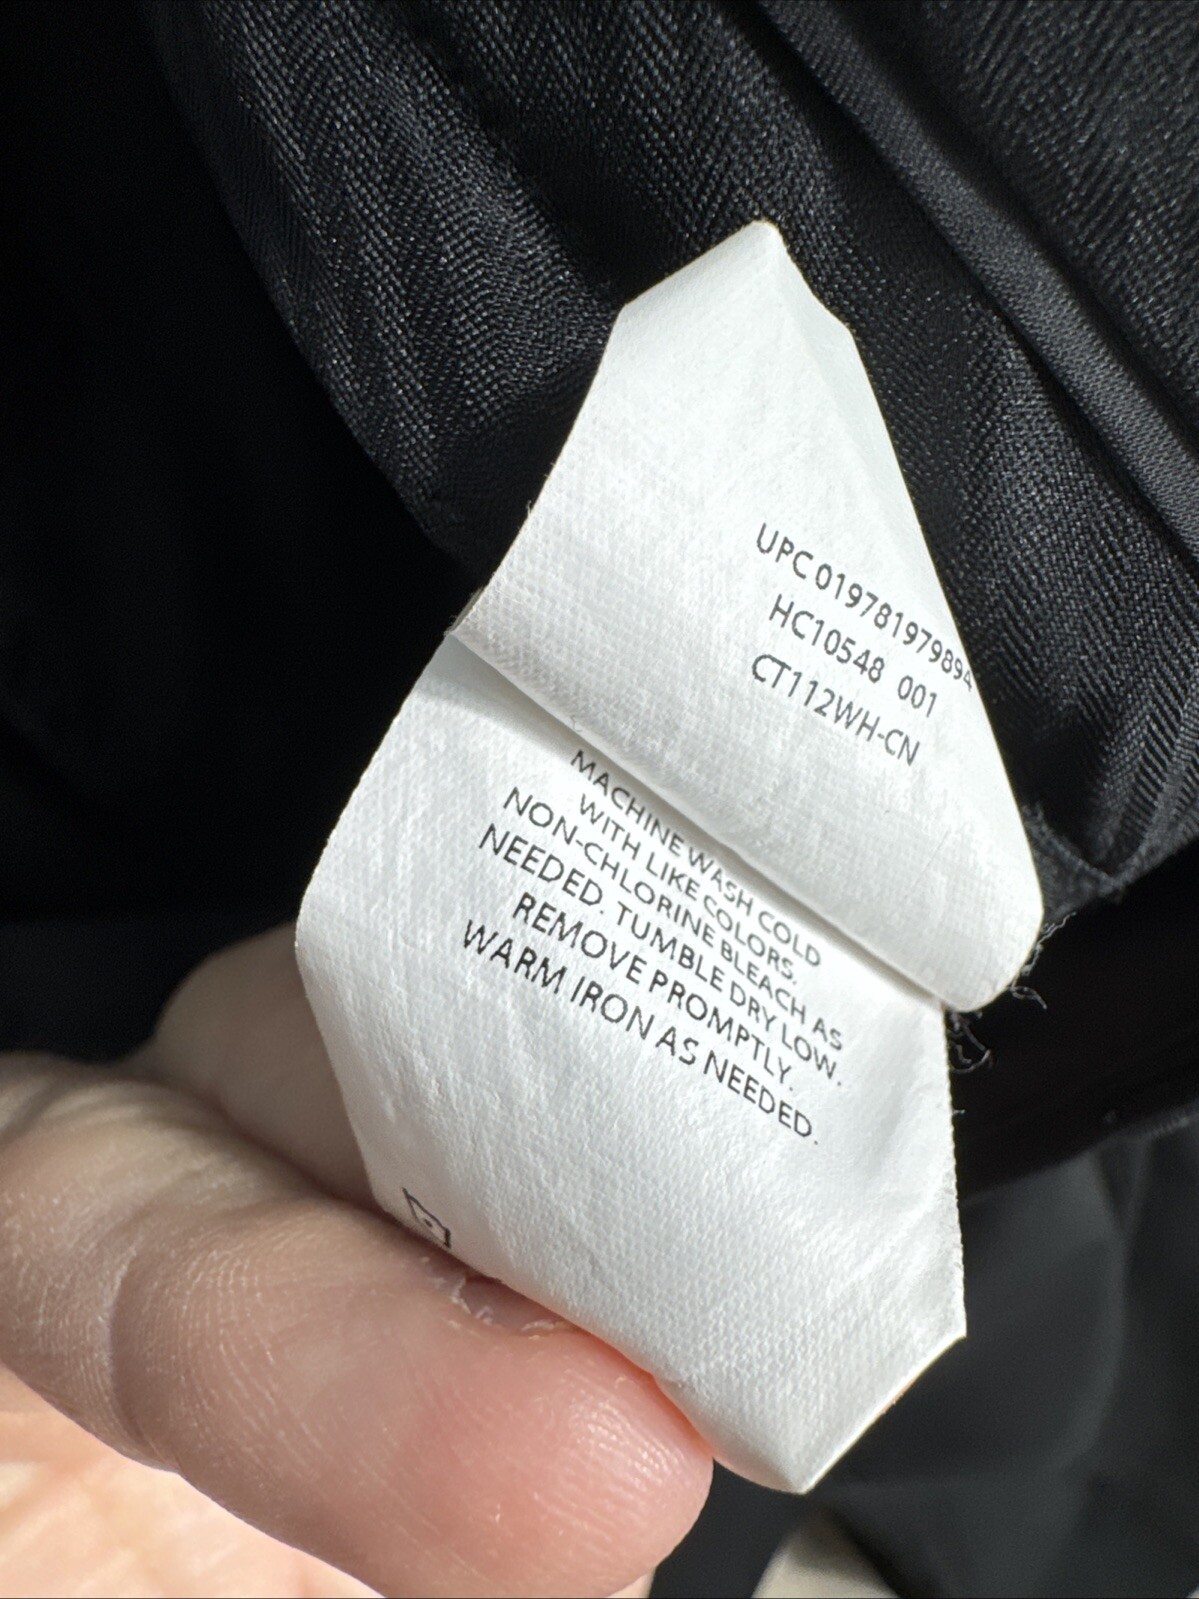 UPC 019781979894
HC10548 001
CT112WH-CN
MACHINE WASH COLD
WITH LIKE COLORS.
NON-CHLORINE BLEACH AS
NEEDED. TUMBLE DRY LOW.
REMOVE PROMPTLY.
WARM IRON AS NEEDED.